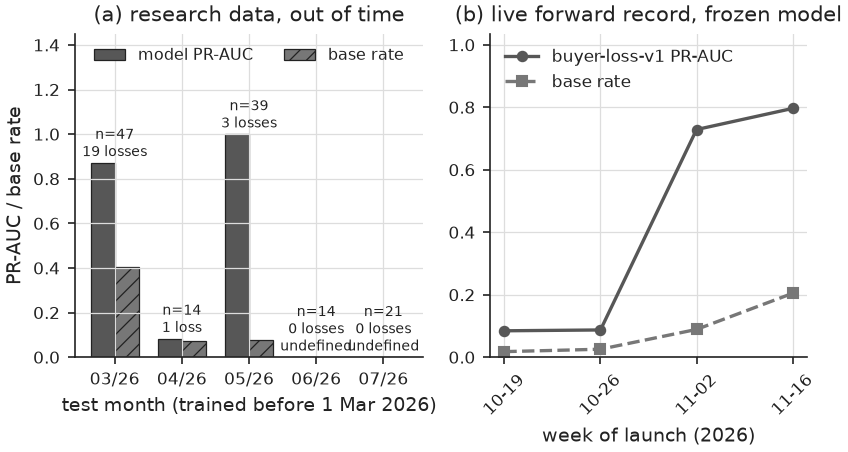 (a) research data, out of time
1.4
1.2
1.0
0.8
0.6
0.4
0.2
0.0
PR-AUC / base rate
model PR-AUC
base rate
n=47
19 losses
n=14
1 loss
n=39
3 losses
n=14
0 losses
undefined
n=21
0 losses
undefined
03/26 04/26 05/26 06/26 07/26
test month (trained before 1 Mar 2026)
(b) live forward record, frozen model
1.0
0.8
0.6
0.4
0.2
0.0
buyer-loss-v1 PR-AUC
base rate
10-19 10-26 11-02 11-16
week of launch (2026)